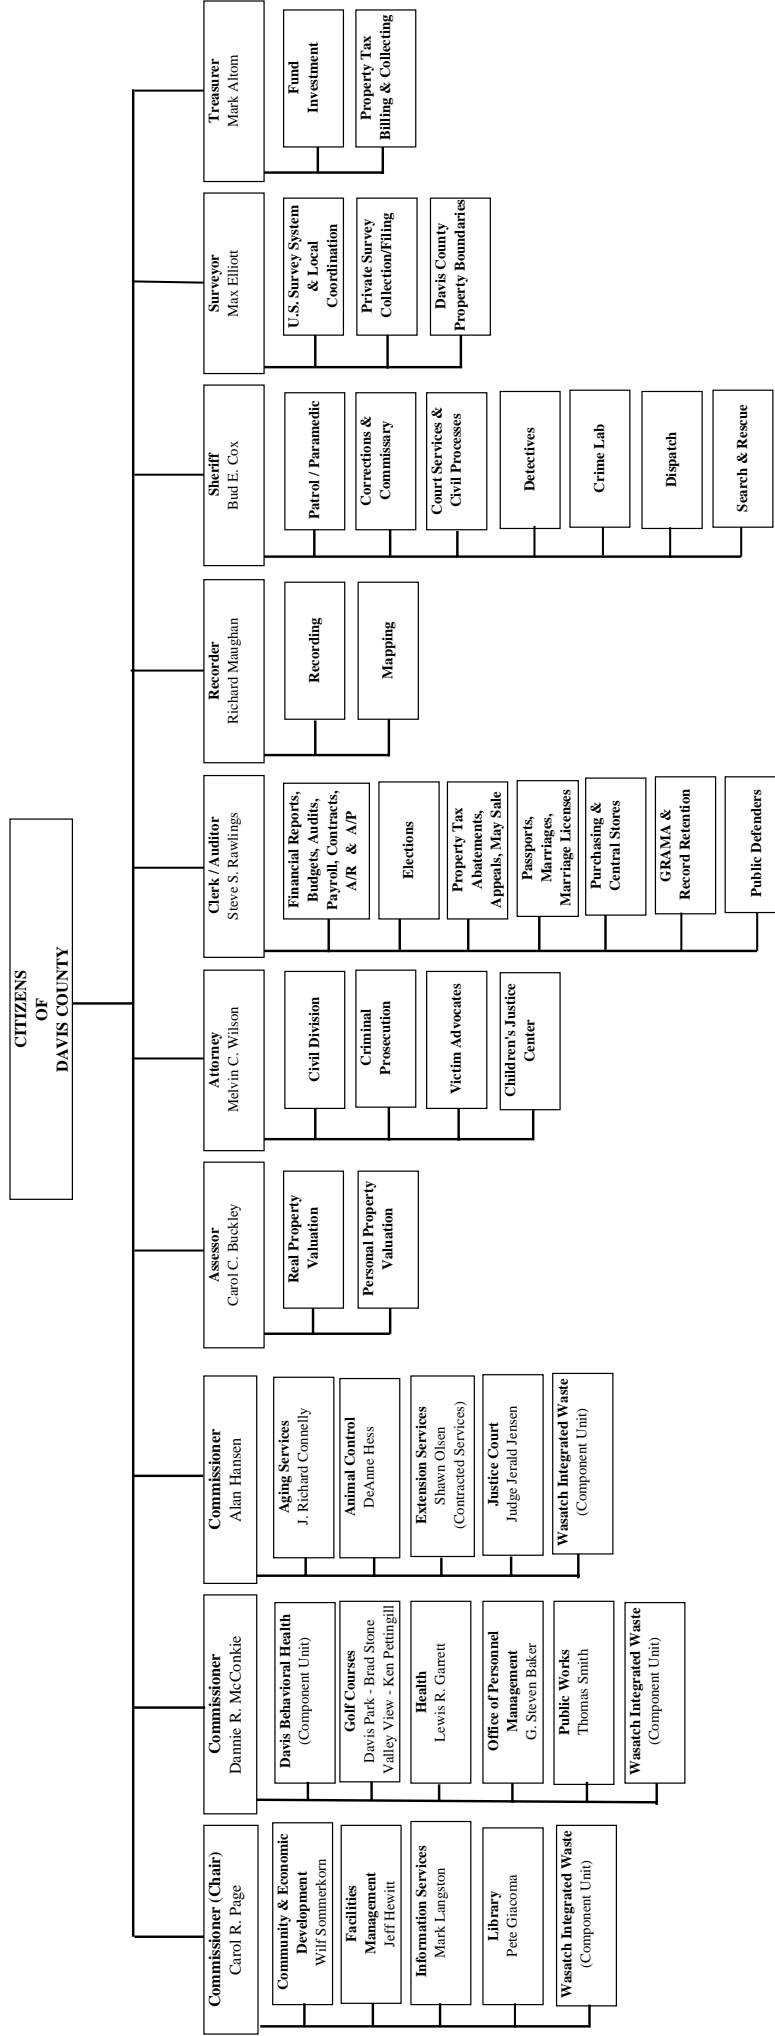 CITIZENS
OF
DAVIS COUNTY
Commissioner (Chair)
Carol R. Page
Community & Economic
Development
Wilf Sommerkorn
Facilities
Management
Jeff Hewitt
Information Services
Mark Langston
Library
Pete Giacoma
Wasatch Integrated Waste
(Component Unit)
Commissioner
Dannie R. McConkie
Davis Behavioral Health
(Component Unit)
Golf Courses
Davis Park - Brad Stone
Valley View - Ken Pettingill
Health
Lewis R. Garrett
Office of Personnel
Management
G. Steven Baker
Public Works
Thomas Smith
Wasatch Integrated Waste
(Component Unit)
Commissioner
Alan Hansen
Aging Services
J. Richard Connelly
Animal Control
DeAnne Hess
Extension Services
Shawn Olsen
(Contracted Services)
Justice Court
Judge Jerald Jensen
Wasatch Integrated Waste
(Component Unit)
Assessor
Carol C. Buckley
Real Property
Valuation
Personal Property
Valuation
Attorney
Melvin C. Wilson
Civil Division
Criminal
Prosecution
Victim Advocates
Children's Justice
Center
Clerk / Auditor
Steve S. Rawlings
Financial Reports,
Budgets, Audits,
Payroll, Contracts,
A/R & A/P
Elections
Property Tax
Abatements,
Appeals, May Sale
Passports,
Marriages,
Marriage Licenses
Purchasing &
Central Stores
GRAMA &
Record Retention
Public Defenders
Recorder
Richard Maughan
Recording
Mapping
Sheriff
Bud E. Cox
Patrol / Paramedic
Corrections &
Commissary
Court Services &
Civil Processes
Detectives
Crime Lab
Dispatch
Search & Rescue
Surveyor
Max Elliott
U.S. Survey System
& Local
Coordination
Private Survey
Collection/Filing
Davis County
Property Boundaries
Treasurer
Mark Altom
Fund
Investment
Property Tax
Billing & Collecting